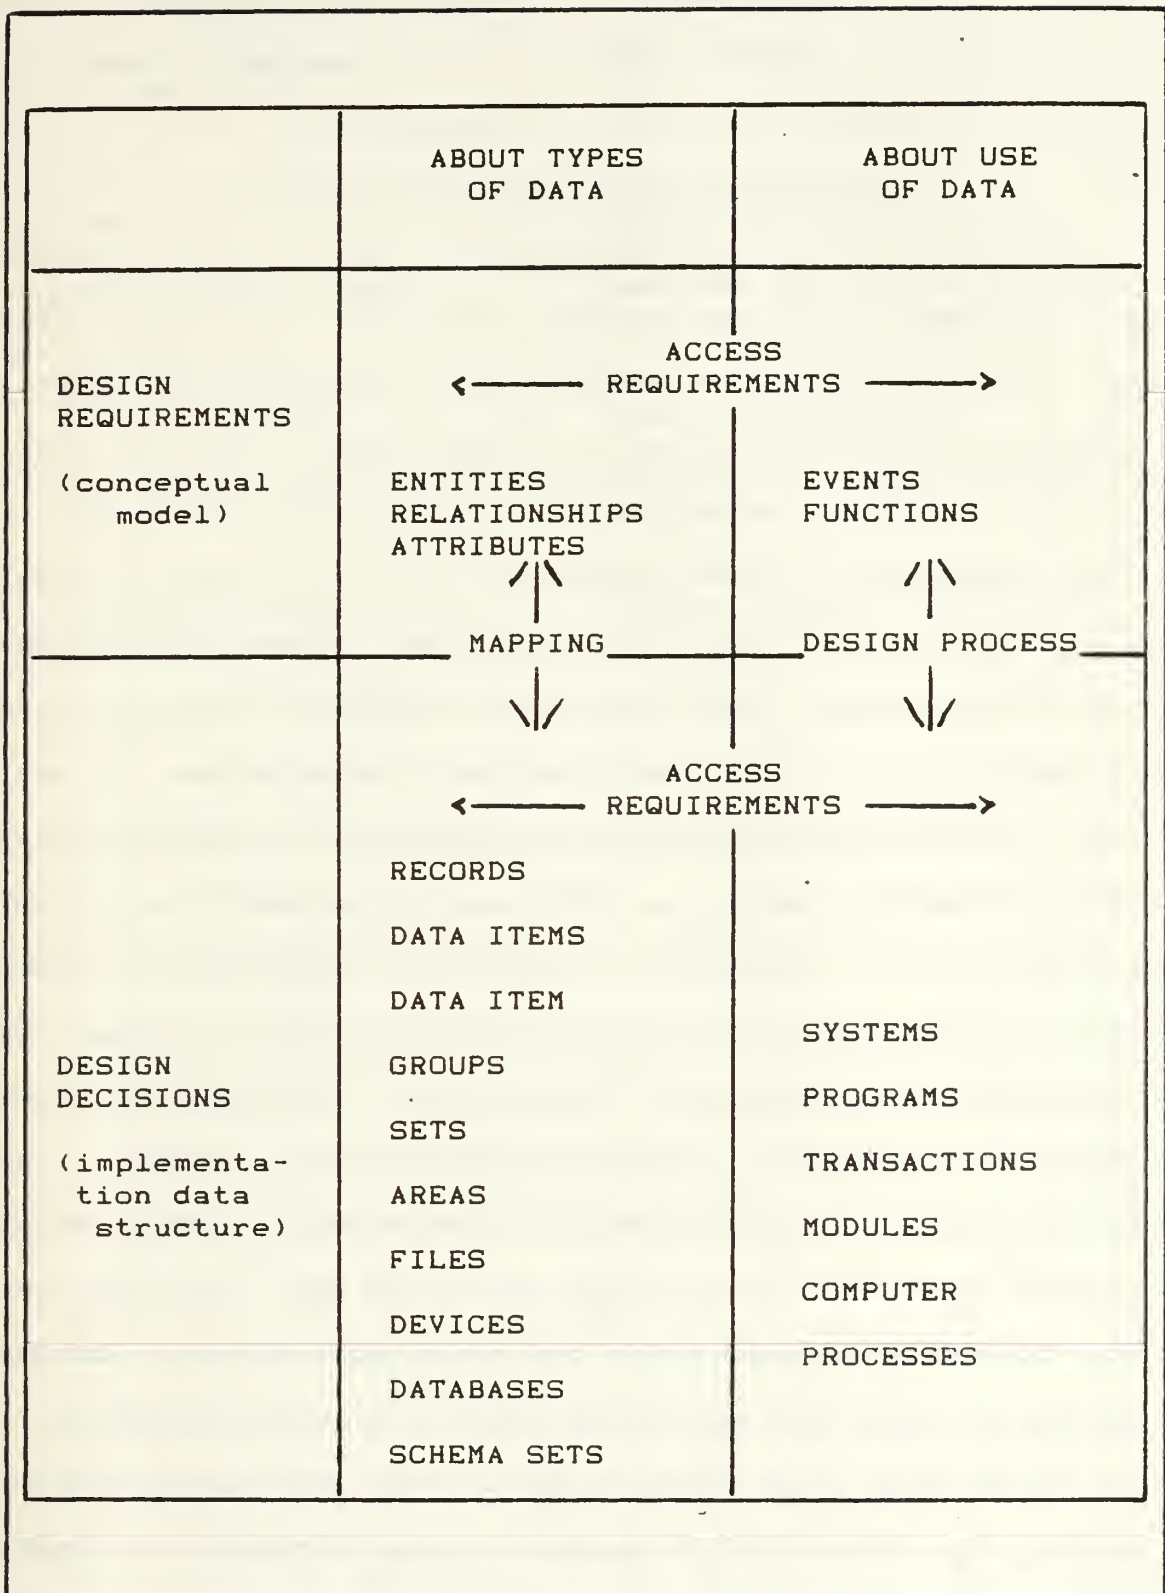 ABOUT TYPES
OF DATA
ABOUT USE
OF DATA
DESIGN
REQUIREMENTS
(conceptual
model)
ACCESS
REQUIREMENTS
ENTITIES
RELATIONSHIPS
ATTRIBUTES
EVENTS
FUNCTIONS
MAPPING
DESIGN PROCESS
ACCESS
REQUIREMENTS
DESIGN
DECISIONS
(implementa-
tion data
structure)
RECORDS
DATA ITEMS
DATA ITEM
GROUPS
SETS
AREAS
FILES
DEVICES
DATABASES
SCHEMA SETS
SYSTEMS
PROGRAMS
TRANSACTIONS
MODULES
COMPUTER
PROCESSES